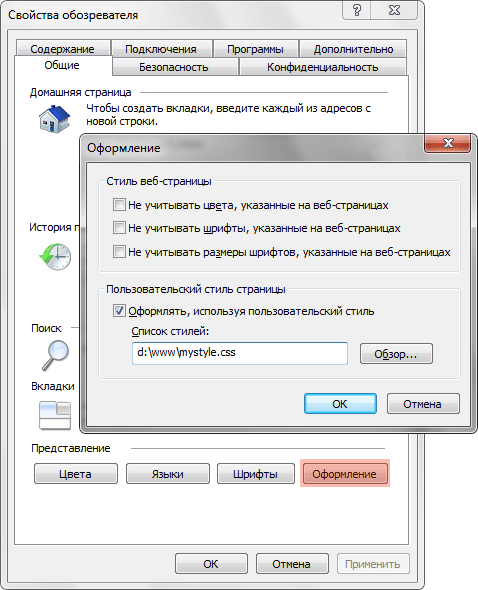 Свойства обозревателя
Содержание Подключения Программы Дополнительно
Общие Безопасность Конфиденциальность
Домашняя страница
Чтобы создать вкладки, введите каждый из адресов с
новой строки.
Оформление
Стиль веб-страницы
Не учитывать цвета, указанные на веб-страницах
Не учитывать шрифты, указанные на веб-страницах
Не учитывать размеры шрифтов, указанные на веб-страницах
Пользовательский стиль страницы
Оформлять, используя пользовательский стиль
Список стилей:
d:\www\mystyle.css Обзор...
OK Отмена
История п
Поиск
Вкладки
Представление
Цвета Языки Шрифты Оформление
OK Отмена Применить